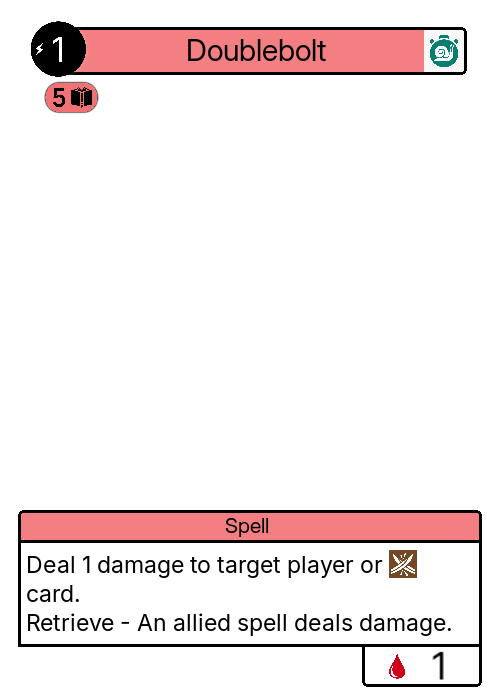 1
Doublebolt
5
Spell
Deal 1 damage to target player or
card.
Retrieve - An allied spell deals damage.
1